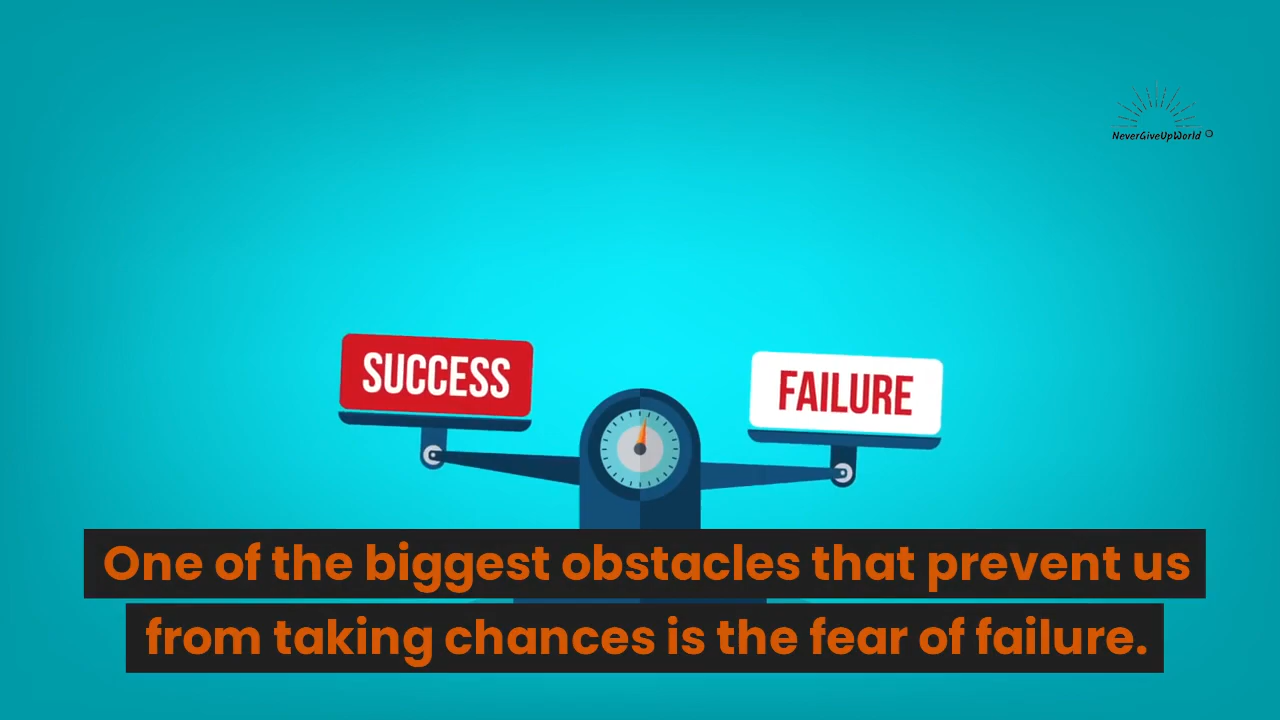 NeverGiveUpWorld
SUCCESS
FAILURE
One of the biggest obstacles that prevent us
from taking chances is the fear of failure.